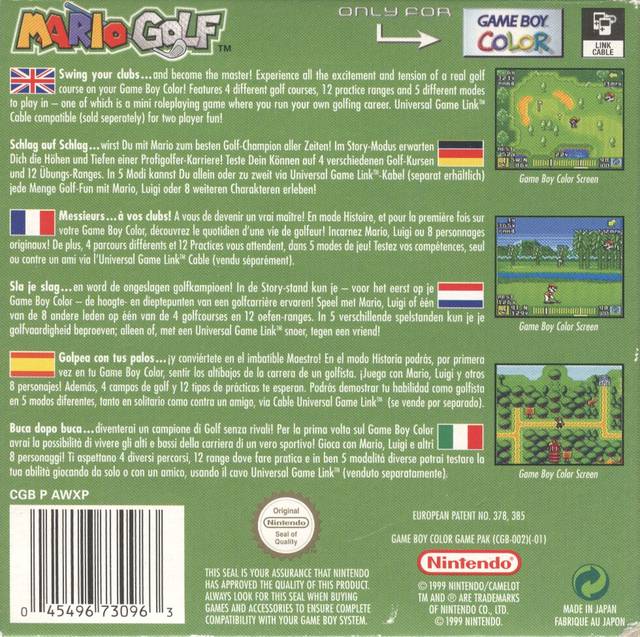 MARIO GOLF™
ONLY FOR
GAME BOY
COLOR
LINK
CABLE
Swing your clubs...and become the master! Experience all the excitement and tension of a real golf
course on your Game Boy Color! Features 4 different golf courses, 12 practice ranges and 5 different modes
to play in – one of which is a mini roleplaying game where you run your own golfing career. Universal Game Link™
Cable compatible (sold seperately) for two player fun!
Game Boy Color Screen
Schlag auf Schlag...wirst Du mit Mario zum besten Golf-Champion aller Zeiten! Im Story-Modus erwarten
Dich die Höhen und Tiefen einer Profigolfer-Karriere! Teste Dein Können auf 4 verschiedenen Golf-Kursen
und 12 Übungs-Ranges. In 5 Modi kannst Du allein oder zu zweit via Universal Game Link™-Kabel (separat erhältlich)
jede Menge Golf-Fun mit Mario, Luigi oder 8 weiteren Charakteren erleben!
Messieurs...à vos clubs! A vous de devenir un vrai maître! En mode Histoire, et pour la première fois sur
votre Game Boy Color, découvrez le quotidien d'une vie de golfeur! Incarnez Mario, Luigi ou 8 personnages
originaux! De plus, 4 parcours différents et 12 Practices vous attendent, dans 5 modes de jeu! Testez vos compétences, seul
ou contre un ami via l'Universal Game Link™ Cable (vendu séparément).
Game Boy Color Screen
Sla je slag...en word de ongeslagen golfkampioen! In de Story-stand kun je – voor het eerst op je
Game Boy Color – de hoogte- en dieptepunten van een golfcarrière ervaren! Speel met Mario, Luigi of één
van de 8 andere leden op één van de 4 golfcourses en 12 oefen-ranges. In 5 verschillende spelstanden kun je je
golfvaardigheid beproeven; alleen of, met een Universal Game Link™ snoer, tegen een vriend!
Golpea con tus palos...¡y conviértete en el imbatible Maestro! En el modo Historia podrás, por primera
vez en tu Game Boy Color, sentir los altibajos de la carrera de un golfista. ¡Juega con Mario, Luigi y otros
8 personajes! Además, 4 campos de golf y 12 tipos de prácticas te esperan. Podrás demostrar tu habilidad como golfista
en 5 modos diferentes, tanto en solitario como contra un amigo, via Cable Universal Game Link™ (se vende por separado).
Buca dopo buca...diventerai un campione di Golf senza rivali! Per la prima volta sul Game Boy Color
avrai la possibilità di vivere gli alti e bassi della carriera di un vero sportivo! Gioca con Mario, Luigi e altri
8 personaggi! Ti aspettano 4 diversi percorsi, 12 range dove fare pratica e in ben 5 modalità diverse potrai testare la
tua abilità giocando da solo o con un amico, usando il cavo Universal Game Link™ (venduto separatamente).
Game Boy Color Screen
CGB P AWXP
0 45496 73096 3
Original
Nintendo
Seal of
Quality
THIS SEAL IS YOUR ASSURANCE THAT NINTENDO
HAS APPROVED THE QUALITY OF THIS PRODUCT.
ALWAYS LOOK FOR THIS SEAL WHEN BUYING
GAMES AND ACCESSORIES TO ENSURE COMPLETE
COMPATIBILITY WITH YOUR GAME BOY SYSTEM.
EUROPEAN PATENT NO. 378, 385
GAME BOY COLOR GAME PAK (CGB-002)(-01)
Nintendo®
© 1999 NINTENDO/CAMELOT
TM AND ® ARE TRADEMARKS
OF NINTENDO CO., LTD.
© 1999 NINTENDO.
MADE IN JAPAN
FABRIQUE AU JAPON